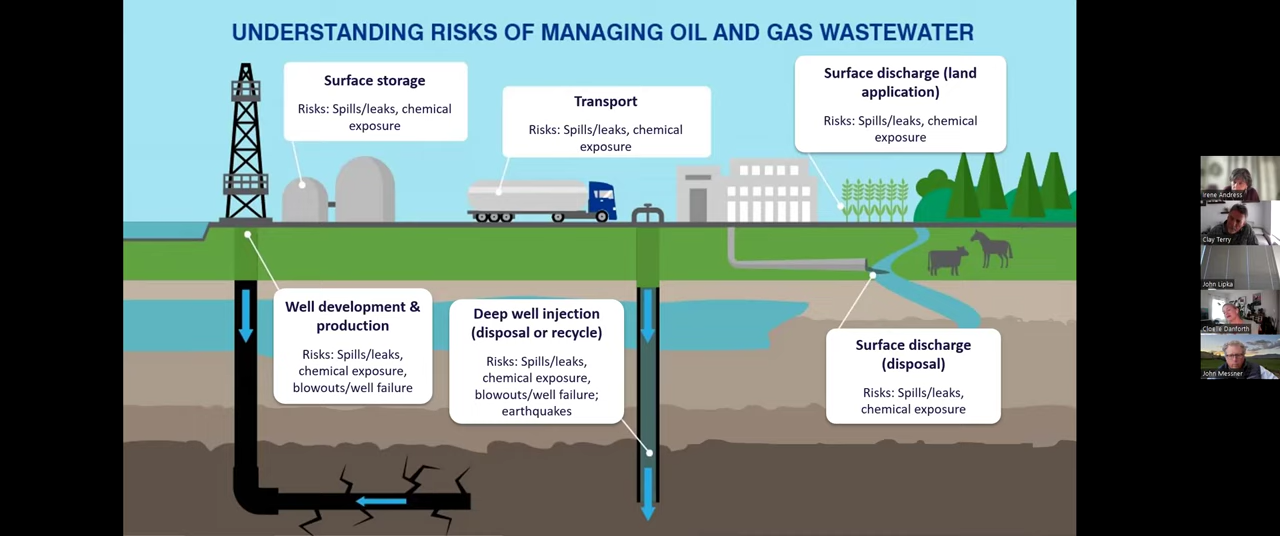 UNDERSTANDING RISKS OF MANAGING OIL AND GAS WASTEWATER
Surface storage
Risks: Spills/leaks, chemical
exposure
Transport
Risks: Spills/leaks, chemical
exposure
Surface discharge (land
application)
Risks: Spills/leaks, chemical
exposure
Well development &
production
Risks: Spills/leaks,
chemical exposure,
blowouts/well failure
Deep well injection
(disposal or recycle)
Risks: Spills/leaks,
chemical exposure,
blowouts/well failure;
earthquakes
Surface discharge
(disposal)
Risks: Spills/leaks,
chemical exposure
Irene Andress
Clay Terry
John Lipka
Cloelle Danforth
John Messner